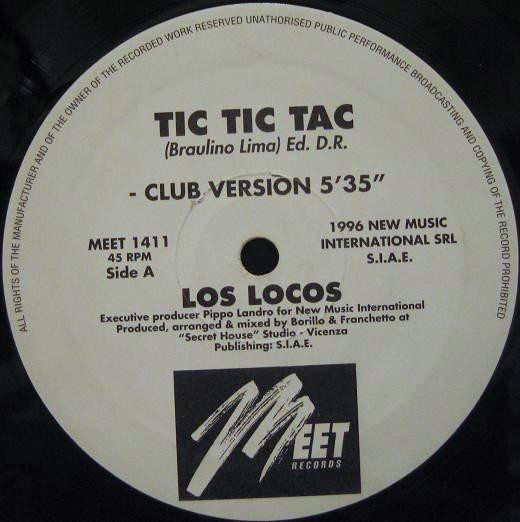 ALL RIGHTS OF THE MANUFACTURER AND OF THE OWNER OF THE RECORDED WORK RESERVED UNATHORISED PUBLIC PERFORMANCE BROADCASTING AND COPYING OF THE RECORD PROHIBITED
TIC TIC TAC
(Braulino Lima) Ed. D.R.
- CLUB VERSION 5'35"
MEET 1411
45 RPM
Side A
1996 NEW MUSIC
INTERNATIONAL SRL
S.I.A.E.
LOS LOCOS
Executive producer Pippo Landro for New Music International
Produced, arranged & mixed by Borillo & Franchetto at
"Secret House" Studio - Vicenza
Publishing: S.I.A.E.
MEET
RECORDS